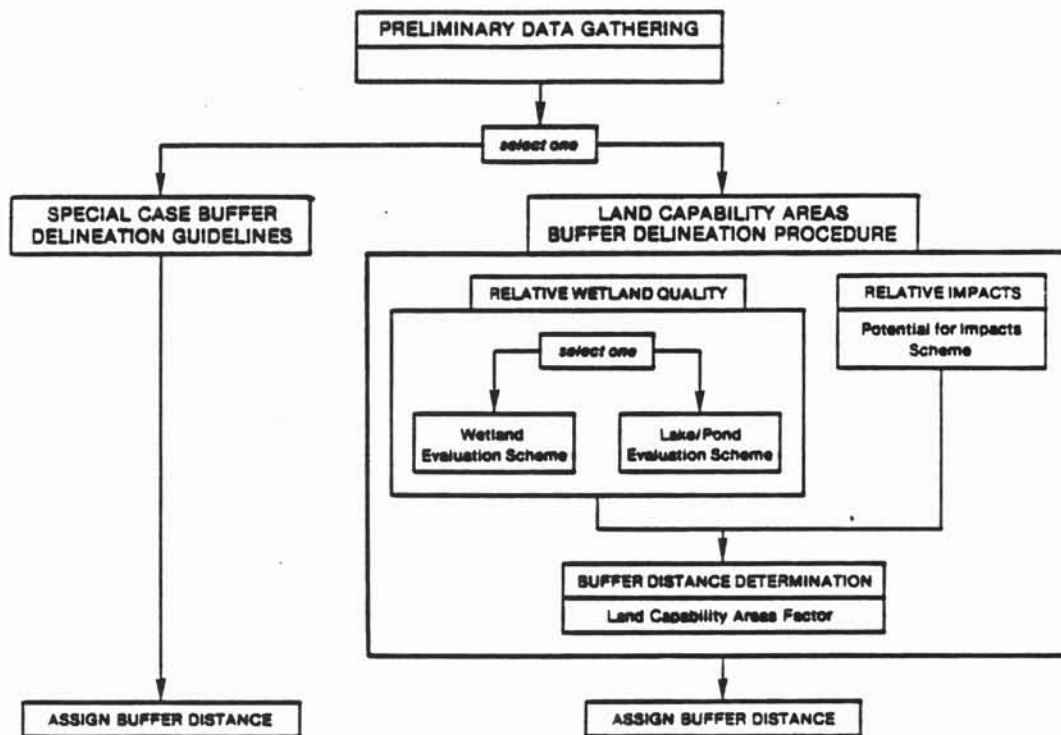 PRELIMINARY DATA GATHERING
select one
SPECIAL CASE BUFFER
DELINEATION GUIDELINES
LAND CAPABILITY AREAS
BUFFER DELINEATION PROCEDURE
RELATIVE WETLAND QUALITY
select one
Wetland
Evaluation Scheme
Lake/Pond
Evaluation Scheme
RELATIVE IMPACTS
Potential for Impacts
Scheme
BUFFER DISTANCE DETERMINATION
Land Capability Areas Factor
ASSIGN BUFFER DISTANCE
ASSIGN BUFFER DISTANCE